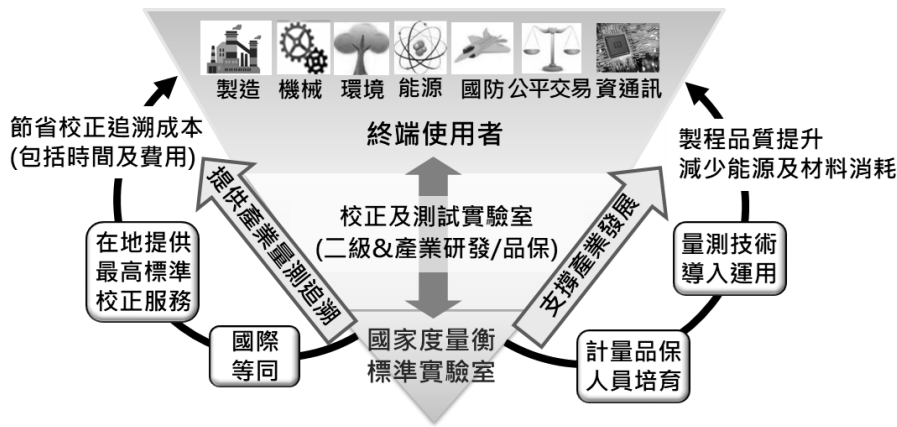 製造 機械 環境 能源 國防 公平交易 資通訊
終端使用者
節省校正追溯成本
(包括時間及費用)
製程品質提升
減少能源及材料消耗
提供產業量測追溯
校正及測試實驗室
(二級&產業研發/品保)
支撐產業發展
在地提供
最高標準
校正服務
量測技術
導入運用
國際
等同
國家度量衡
標準實驗室
計量品保
人員培育